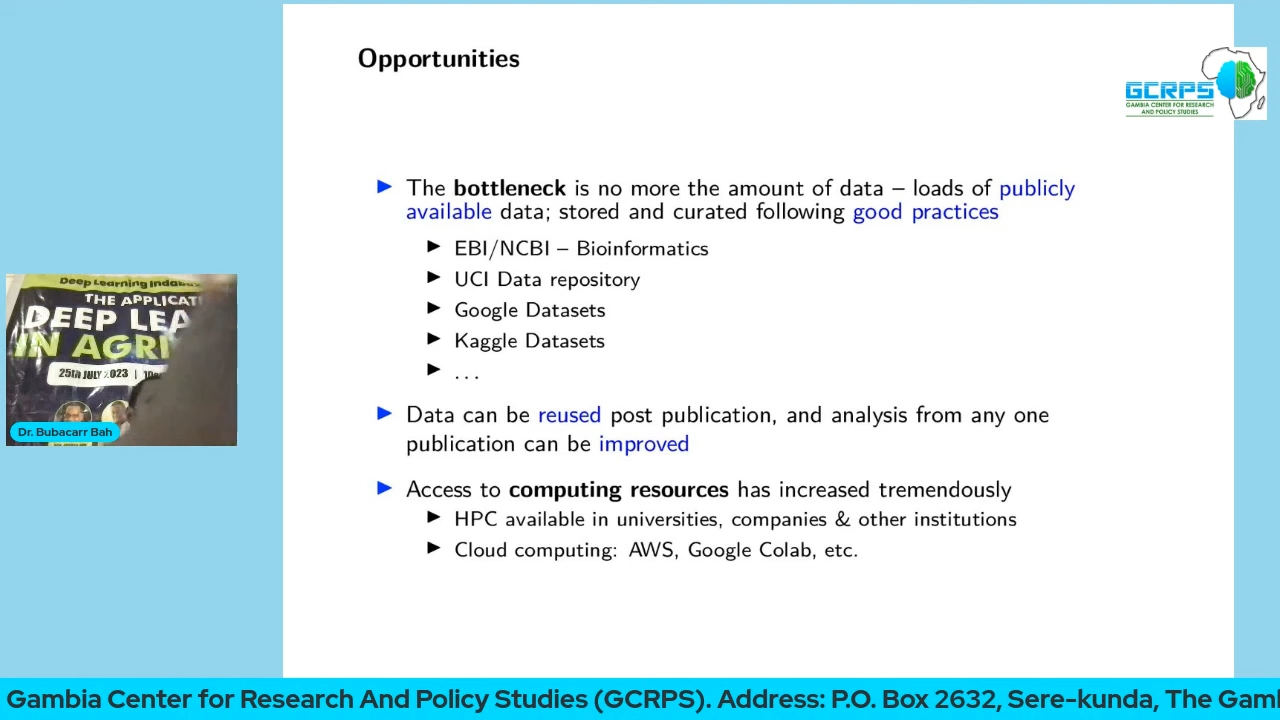 Opportunities
GCRPS
GAMBIA CENTER FOR RESEARCH
AND POLICY STUDIES
▶ The bottleneck is no more the amount of data – loads of publicly
available data; stored and curated following good practices
▶ EBI/NCBI – Bioinformatics
▶ UCI Data repository
▶ Google Datasets
▶ Kaggle Datasets
▶ ...
▶ Data can be reused post publication, and analysis from any one
publication can be improved
▶ Access to computing resources has increased tremendously
▶ HPC available in universities, companies & other institutions
▶ Cloud computing: AWS, Google Colab, etc.
Deep Learning Indaba
THE APPLICAT
DEEP LEA
IN AGRI
25th JULY 2023 |
Dr. Bubacarr Bah
Gambia Center for Research And Policy Studies (GCRPS). Address: P.O. Box 2632, Sere-kunda, The Gam